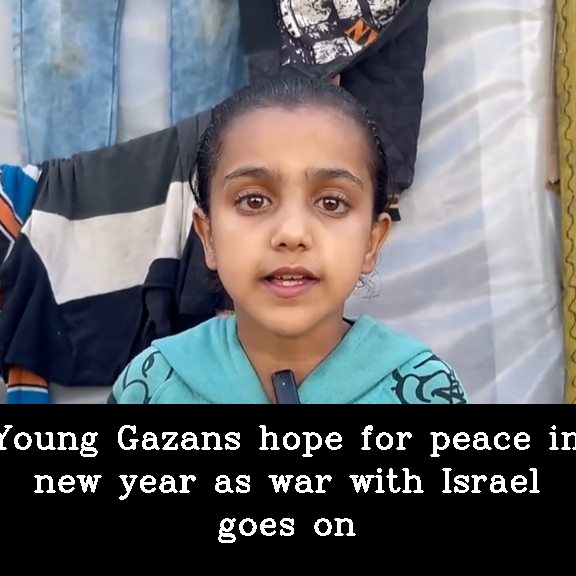 Young Gazans hope for peace in
new year as war with Israel
goes on